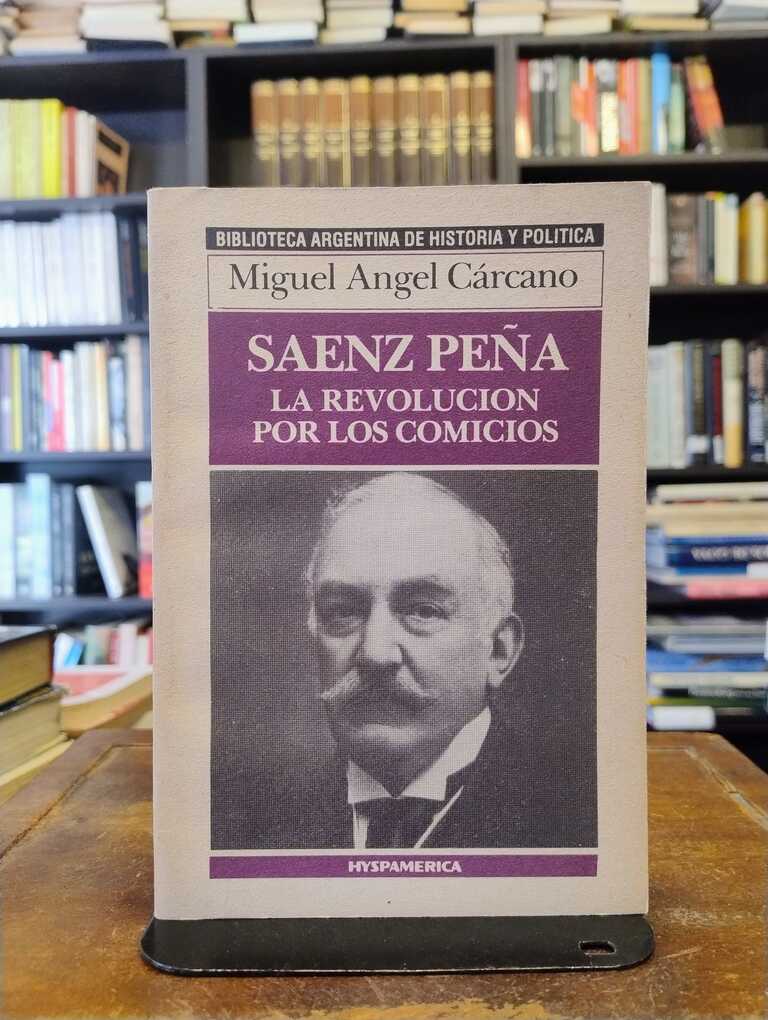 BIBLIOTECA ARGENTINA DE HISTORIA Y POLITICA
Miguel Angel Cárcano
SAENZ PEÑA
LA REVOLUCION
POR LOS COMICIOS
HYSPAMERICA